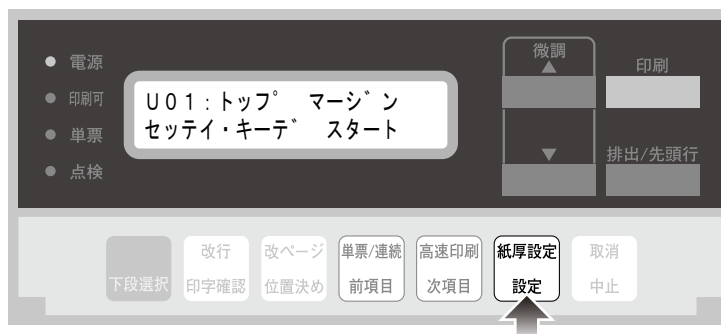 電源
印刷可
単票
点検
U01:トップ マージン
セッテイ・キーデ スタート
微調
▲
▼
印刷
排出/先頭行
下段選択
改行
印字確認
改ページ
位置決め
単票/連続
前項目
高速印刷
次項目
紙厚設定
設定
取消
中止